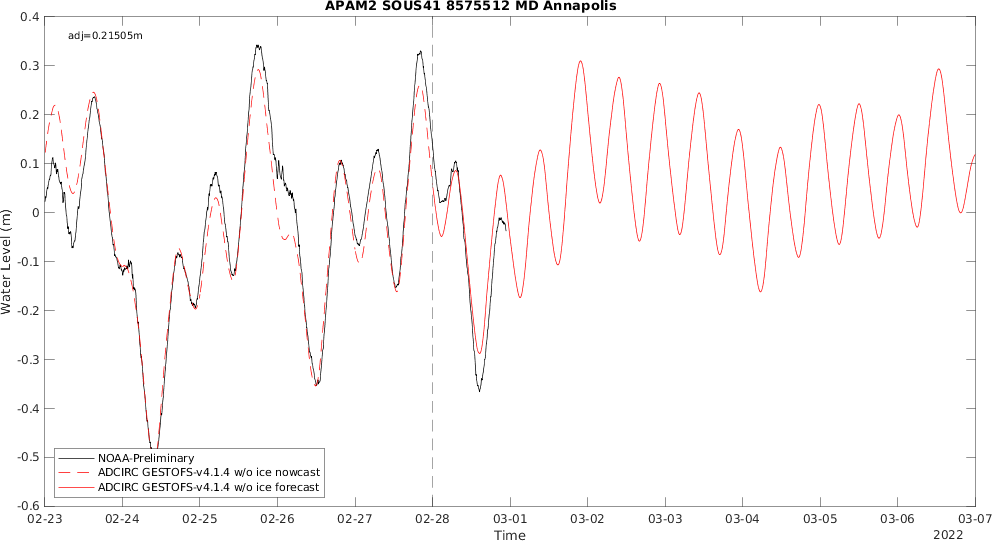 APAM2 SOUS41 8575512 MD Annapolis
adj=0.21505m
0.4
0.3
0.2
0.1
0
-0.1
-0.2
-0.3
-0.4
-0.5
-0.6
Water Level (m)
NOAA-Preliminary
ADCIRC GESTOFS-v4.1.4 w/o ice nowcast
ADCIRC GESTOFS-v4.1.4 w/o ice forecast
02-23 02-24 02-25 02-26 02-27 02-28 03-01 03-02 03-03 03-04 03-05 03-06 03-07
Time
2022